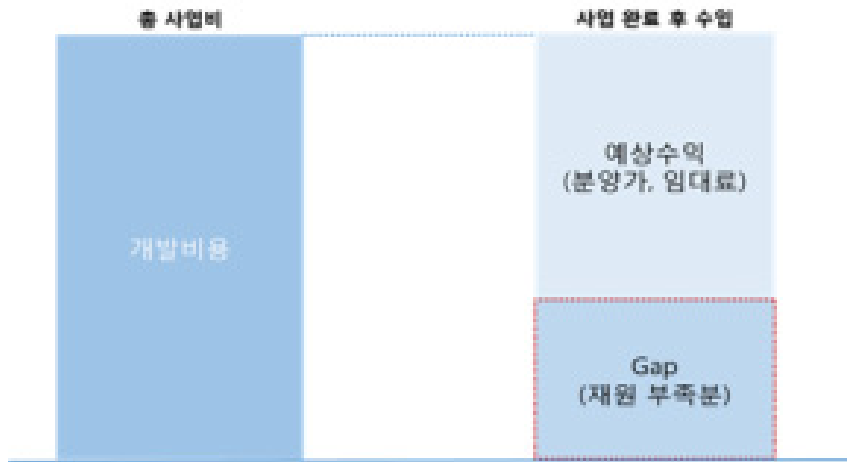 총 사업비
사업 완료 후 수입
예상수익
(분양가, 임대료)
개발비용
Gap
(재원 부족분)